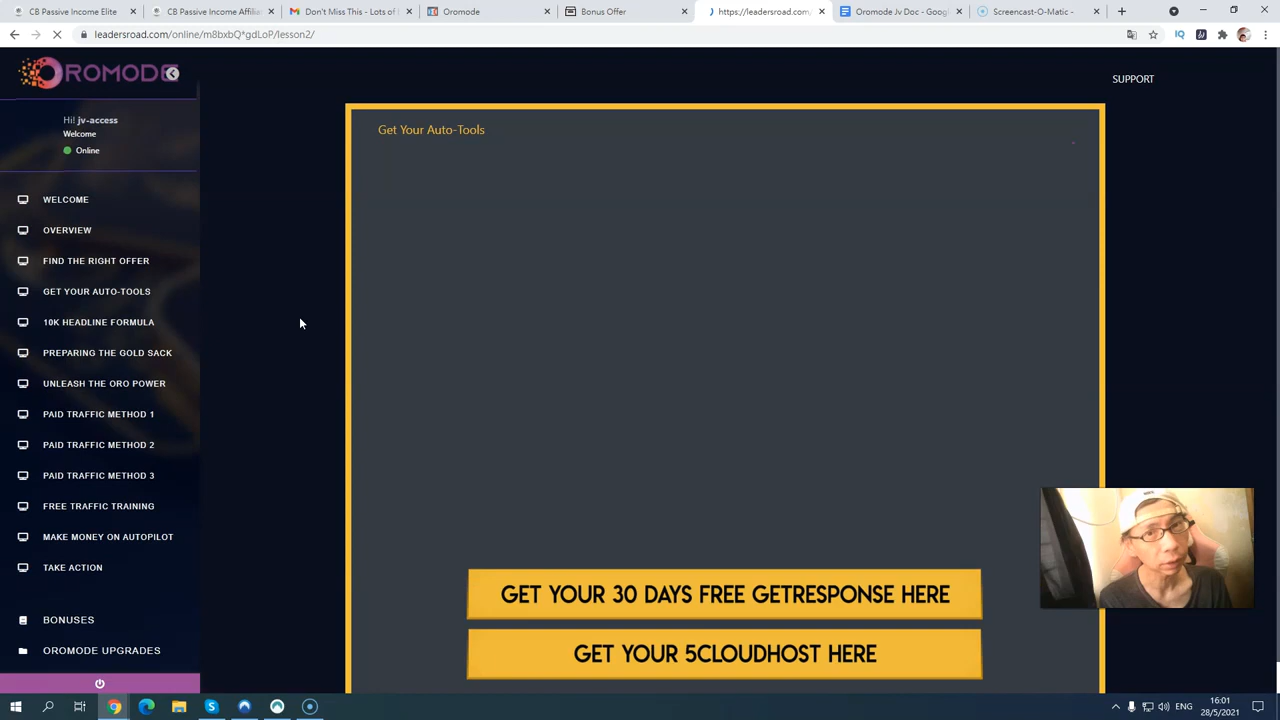 CB Passive Income Elite
CB Passive Income Affilia
Don't Miss This - Lots of
Oromode
Bonus Offer
https://leadersroad.com
Oromode Jv Doc - Goog
Screencast-O-Matic -
leadersroad.com/online/m8bxbQ*gdLoP/lesson2/
OROMODE
SUPPORT
Hi! jv-access
Welcome
Online
Get Your Auto-Tools
WELCOME
OVERVIEW
FIND THE RIGHT OFFER
GET YOUR AUTO-TOOLS
10K HEADLINE FORMULA
PREPARING THE GOLD SACK
UNLEASH THE ORO POWER
PAID TRAFFIC METHOD 1
PAID TRAFFIC METHOD 2
PAID TRAFFIC METHOD 3
FREE TRAFFIC TRAINING
MAKE MONEY ON AUTOPILOT
TAKE ACTION
BONUSES
OROMODE UPGRADES
GET YOUR 30 DAYS FREE GETRESPONSE HERE
GET YOUR 5CLOUDHOST HERE
ENG
16:01
28/5/2021